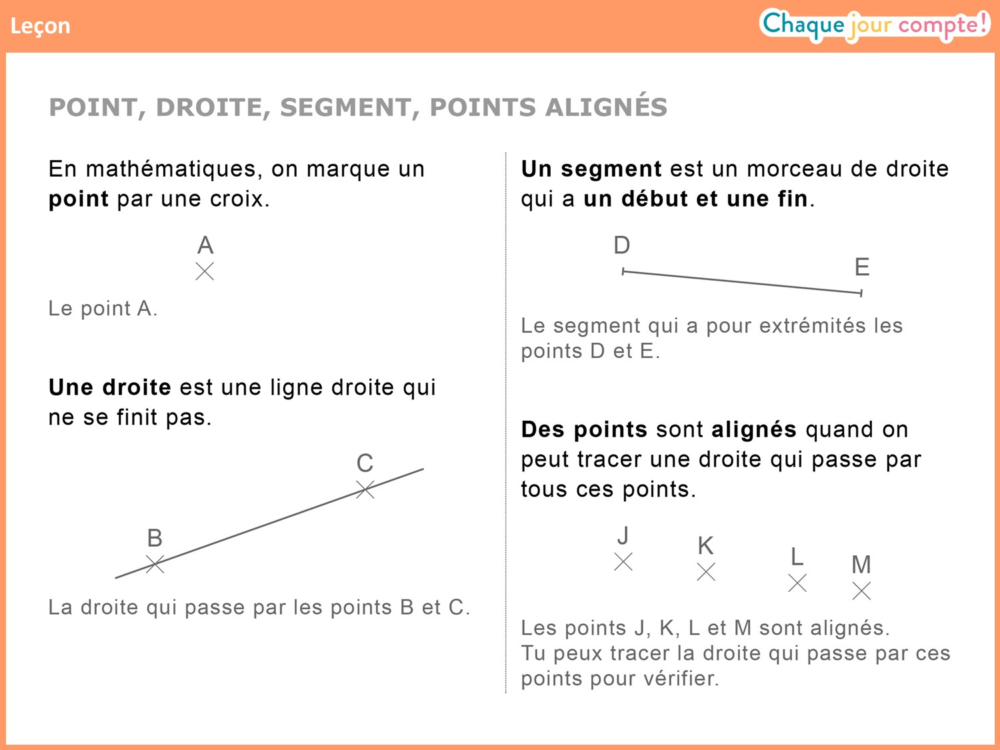 Leçon
Chaque jour compte!
POINT, DROITE, SEGMENT, POINTS ALIGNÉS
En mathématiques, on marque un
point par une croix.
A
Le point A.
Une droite est une ligne droite qui
ne se finit pas.
C
B
La droite qui passe par les points B et C.
Un segment est un morceau de droite
qui a un début et une fin.
D
E
Le segment qui a pour extrémités les
points D et E.
Des points sont alignés quand on
peut tracer une droite qui passe par
tous ces points.
J K L M
Les points J, K, L et M sont alignés.
Tu peux tracer la droite qui passe par ces
points pour vérifier.